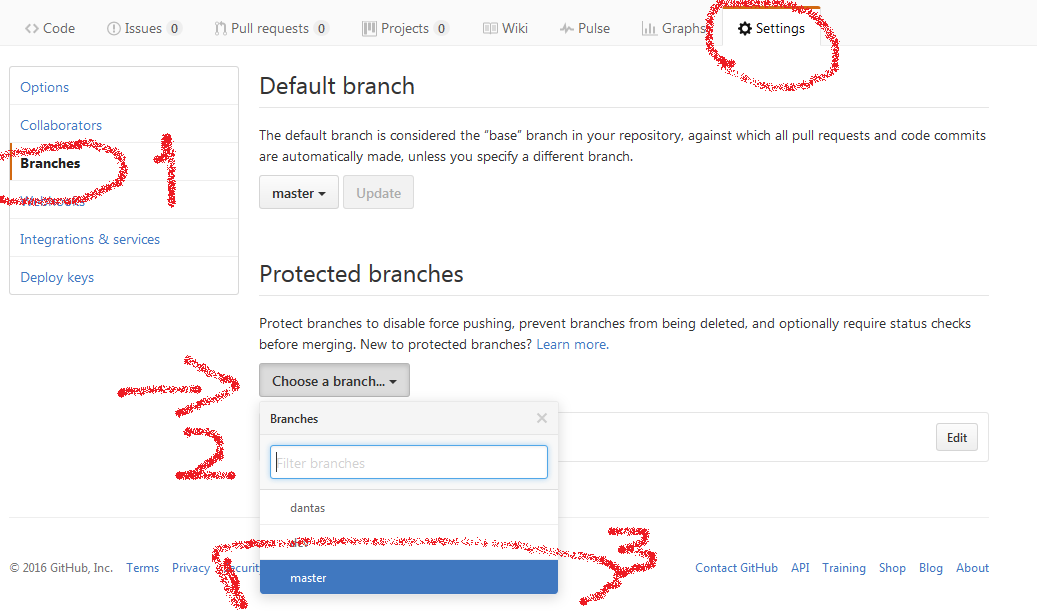 Code Issues 0 Pull requests 0 Projects 0 Wiki Pulse Graphs Settings
Options
Collaborators
Branches
1
Webhooks
Integrations & services
Deploy keys
Default branch
The default branch is considered the “base” branch in your repository, against which all pull requests and code commits
are automatically made, unless you specify a different branch.
master Update
Protected branches
Protect branches to disable force pushing, prevent branches from being deleted, and optionally require status checks
before merging. New to protected branches? Learn more.
Choose a branch...
2
Branches
Edit
Filter branches
dantas
3
master
© 2016 GitHub, Inc. Terms Privacy Contact GitHub API Training Shop Blog About